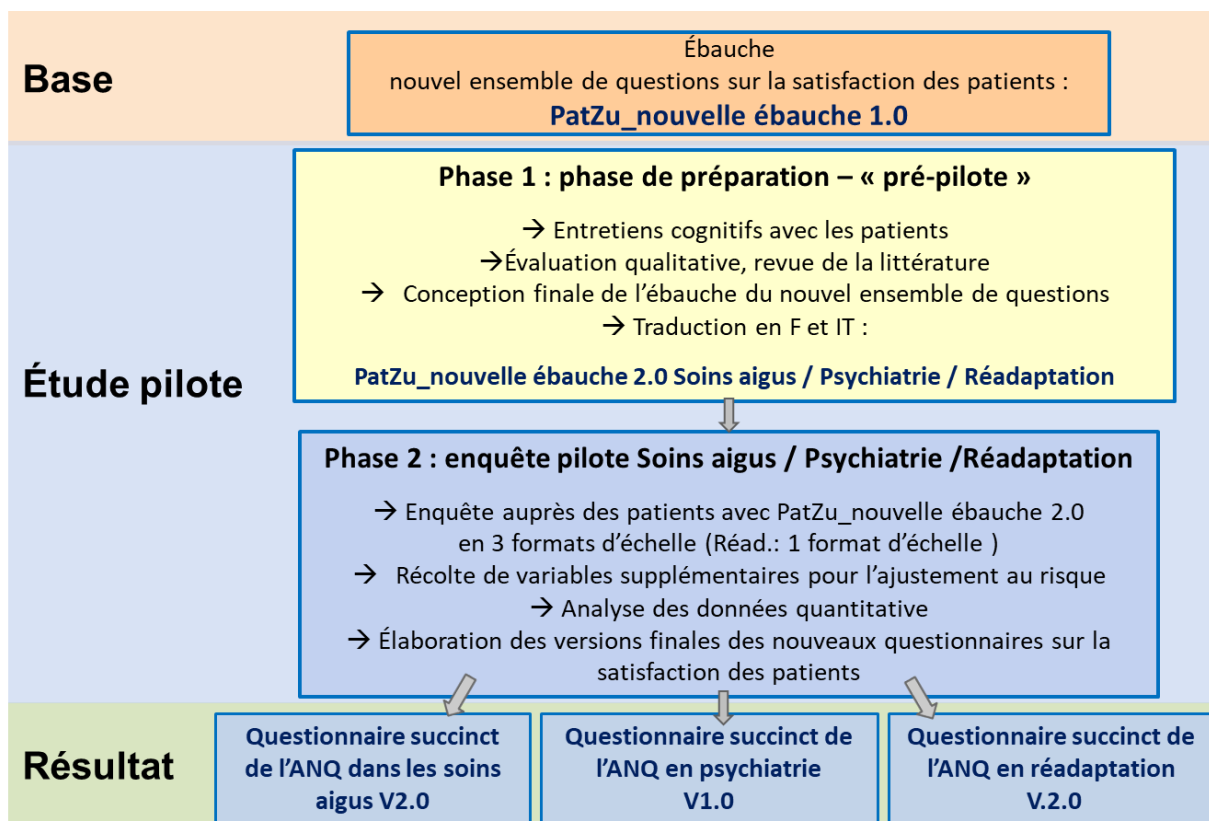 Base
Ébauche
nouvel ensemble de questions sur la satisfaction des patients :
PatZu_nouvelle ébauche 1.0
Étude pilote
Phase 1 : phase de préparation – « pré-pilote »
→ Entretiens cognitifs avec les patients
→Évaluation qualitative, revue de la littérature
→ Conception finale de l’ébauche du nouvel ensemble de questions
→ Traduction en F et IT :
PatZu_nouvelle ébauche 2.0 Soins aigus / Psychiatrie / Réadaptation
Phase 2 : enquête pilote Soins aigus / Psychiatrie /Réadaptation
→ Enquête auprès des patients avec PatZu_nouvelle ébauche 2.0
en 3 formats d’échelle (Réad.: 1 format d’échelle )
→ Récolte de variables supplémentaires pour l’ajustement au risque
→ Analyse des données quantitative
→ Élaboration des versions finales des nouveaux questionnaires sur la
satisfaction des patients
Résultat
Questionnaire succinct
de l’ANQ dans les soins
aigus V2.0
Questionnaire succinct de
l’ANQ en psychiatrie
V1.0
Questionnaire succinct de
l’ANQ en réadaptation
V.2.0